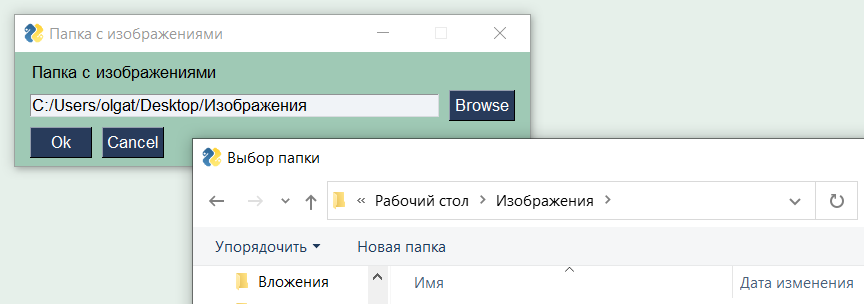 Папка с изображениями
Папка с изображениями
C:/Users/olgat/Desktop/Изображения Browse
Ok Cancel
Выбор папки
« Рабочий стол > Изображения >
Упорядочить Новая папка
Вложения Имя Дата изменения